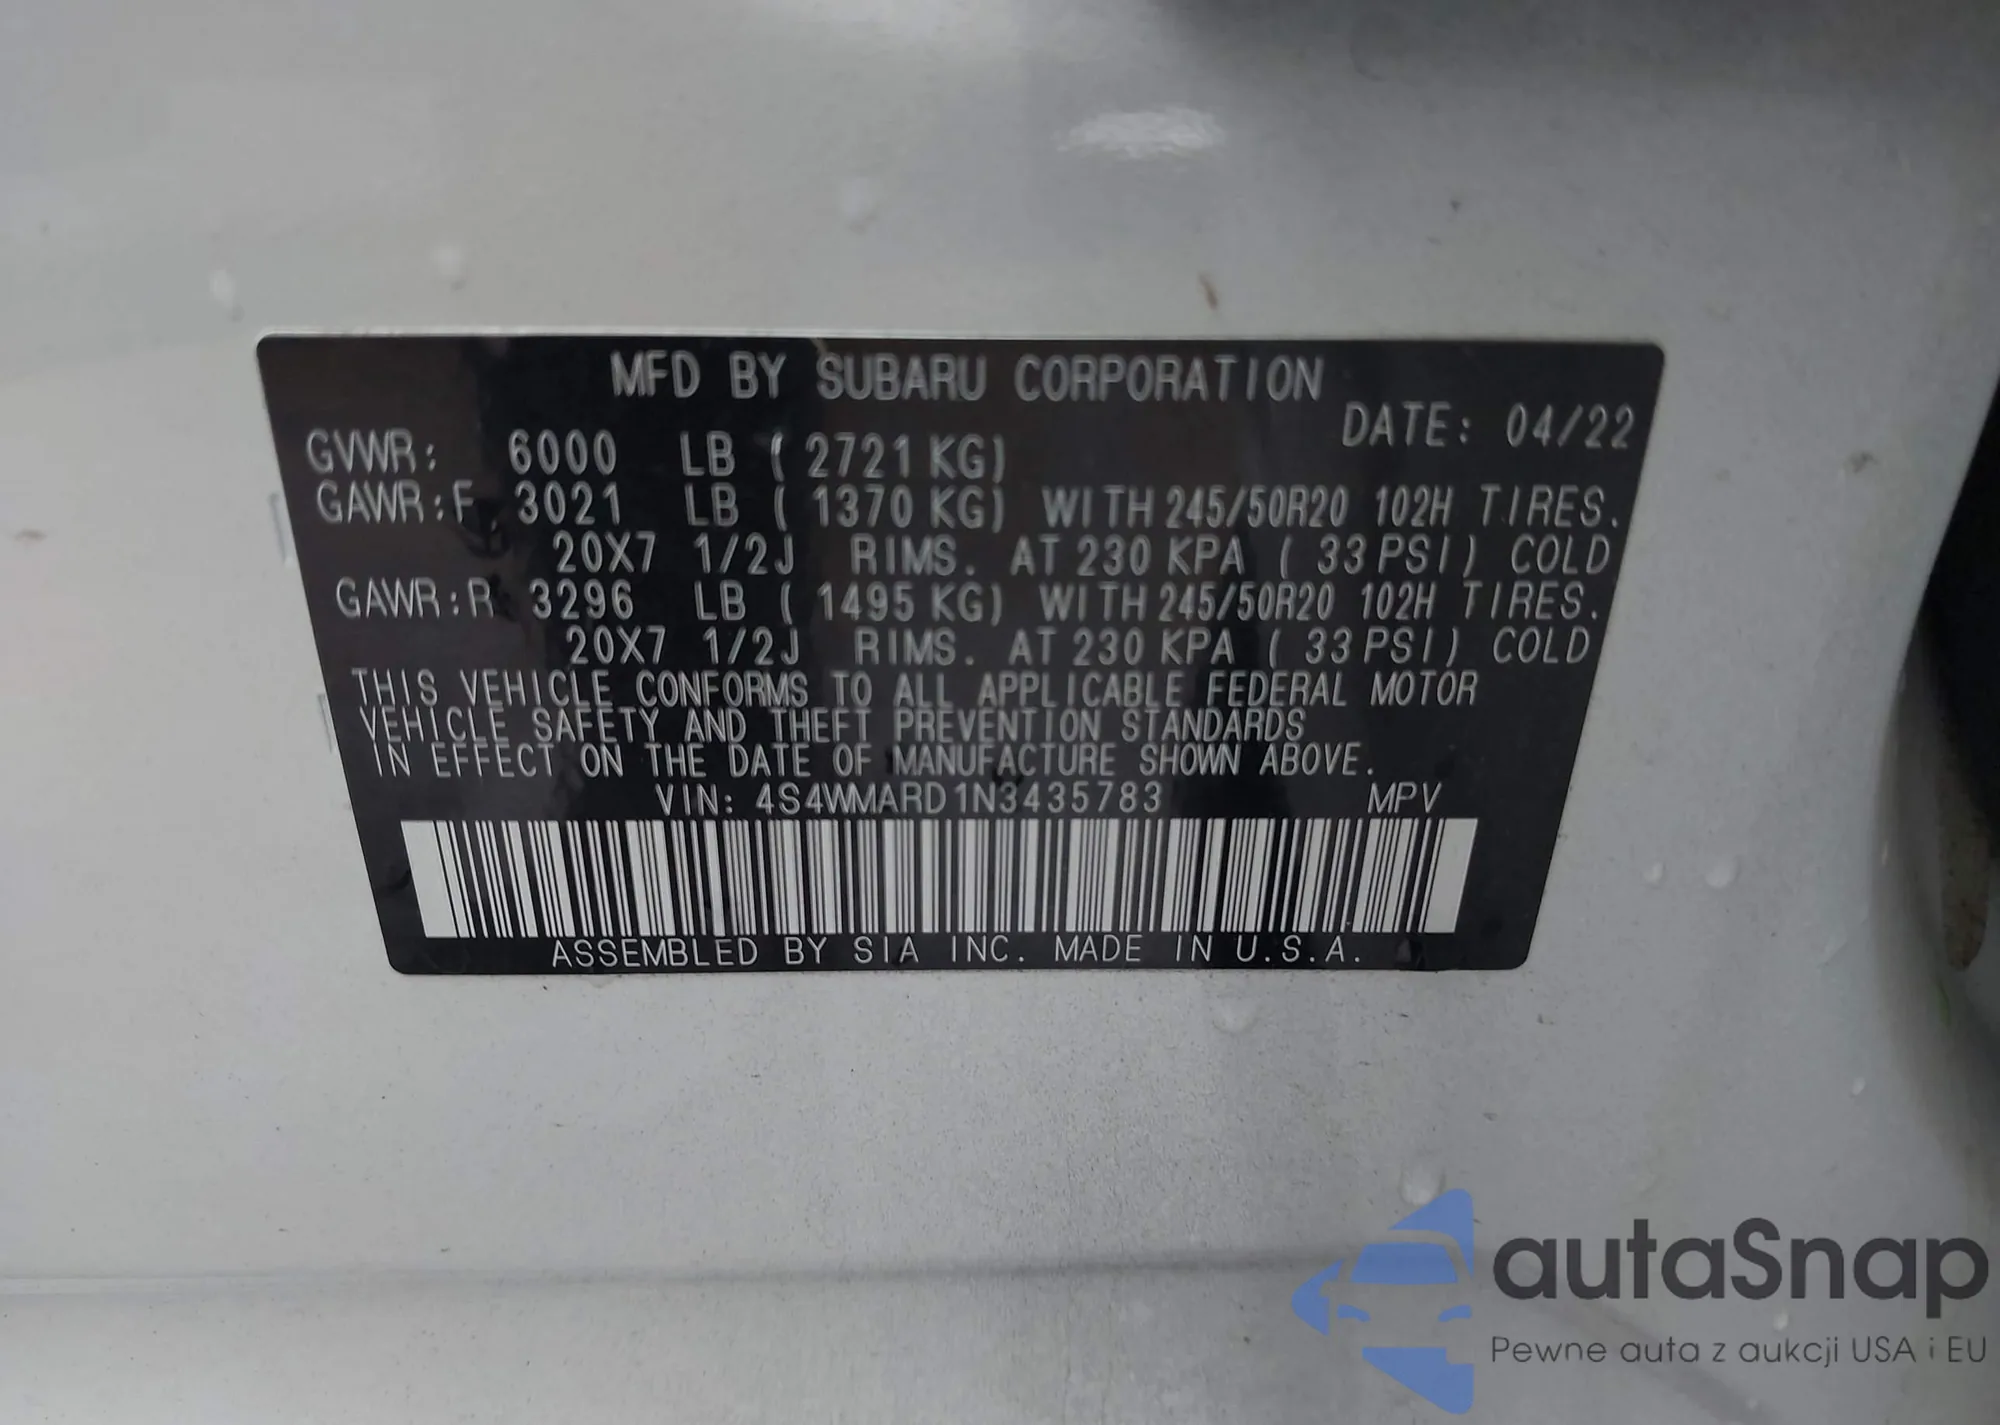 MFD BY SUBARU CORPORATION
DATE: 04/22
GVWR: 6000 LB ( 2721 KG)
GAWR:F 3021 LB ( 1370 KG) WITH 245/50R20 102H TIRES.
20X7 1/2J RIMS. AT 230 KPA ( 33 PSI) COLD
GAWR:R 3296 LB ( 1495 KG) WITH 245/50R20 102H TIRES.
20X7 1/2J RIMS. AT 230 KPA ( 33 PSI) COLD
THIS VEHICLE CONFORMS TO ALL APPLICABLE FEDERAL MOTOR
VEHICLE SAFETY AND THEFT PREVENTION STANDARDS
IN EFFECT ON THE DATE OF MANUFACTURE SHOWN ABOVE.
VIN: 4S4WMARD1N3435783 MPV
ASSEMBLED BY SIA INC. MADE IN U.S.A.
autaSnap
Pewne auta z aukcji USA i EU